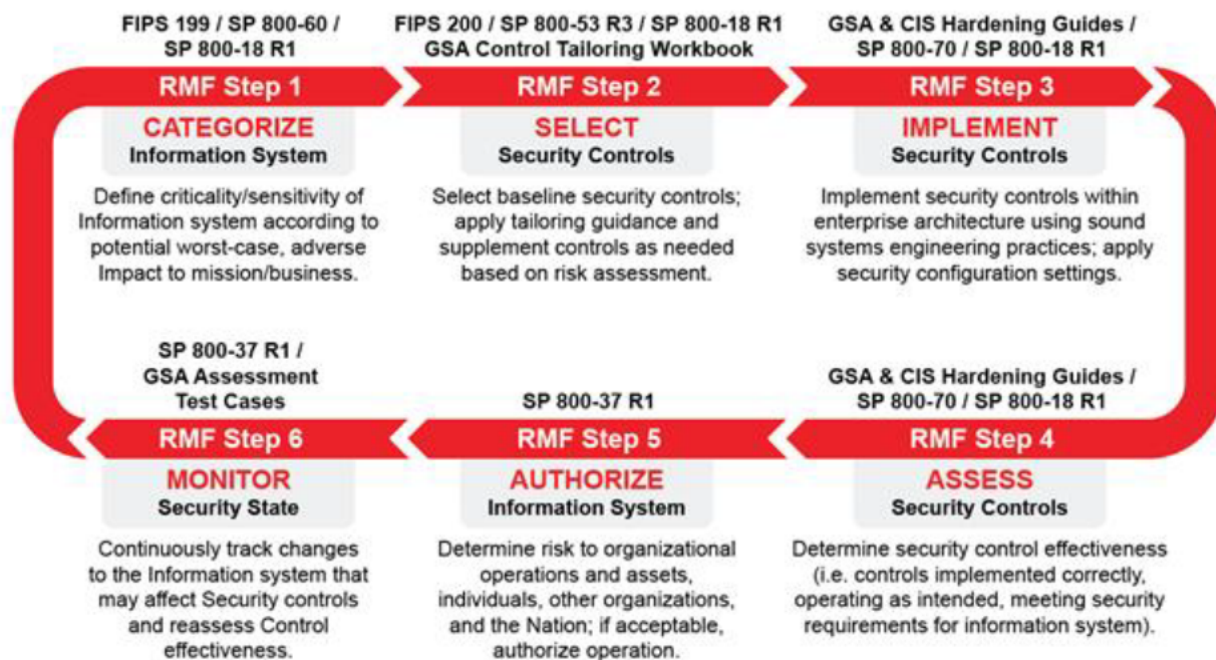 FIPS 199 / SP 800-60 /
SP 800-18 R1
RMF Step 1
CATEGORIZE
Information System
Define criticality/sensitivity of
Information system according to
potential worst-case, adverse
Impact to mission/business.
FIPS 200 / SP 800-53 R3 / SP 800-18 R1
GSA Control Tailoring Workbook
RMF Step 2
SELECT
Security Controls
Select baseline security controls;
apply tailoring guidance and
supplement controls as needed
based on risk assessment.
GSA & CIS Hardening Guides /
SP 800-70 / SP 800-18 R1
RMF Step 3
IMPLEMENT
Security Controls
Implement security controls within
enterprise architecture using sound
systems engineering practices; apply
security configuration settings.
GSA & CIS Hardening Guides /
SP 800-70 / SP 800-18 R1
RMF Step 4
ASSESS
Security Controls
Determine security control effectiveness
(i.e. controls implemented correctly,
operating as intended, meeting security
requirements for information system).
SP 800-37 R1
RMF Step 5
AUTHORIZE
Information System
Determine risk to organizational
operations and assets,
individuals, other organizations,
and the Nation; if acceptable,
authorize operation.
SP 800-37 R1 /
GSA Assessment
Test Cases
RMF Step 6
MONITOR
Security State
Continuously track changes
to the Information system that
may affect Security controls
and reassess Control
effectiveness.